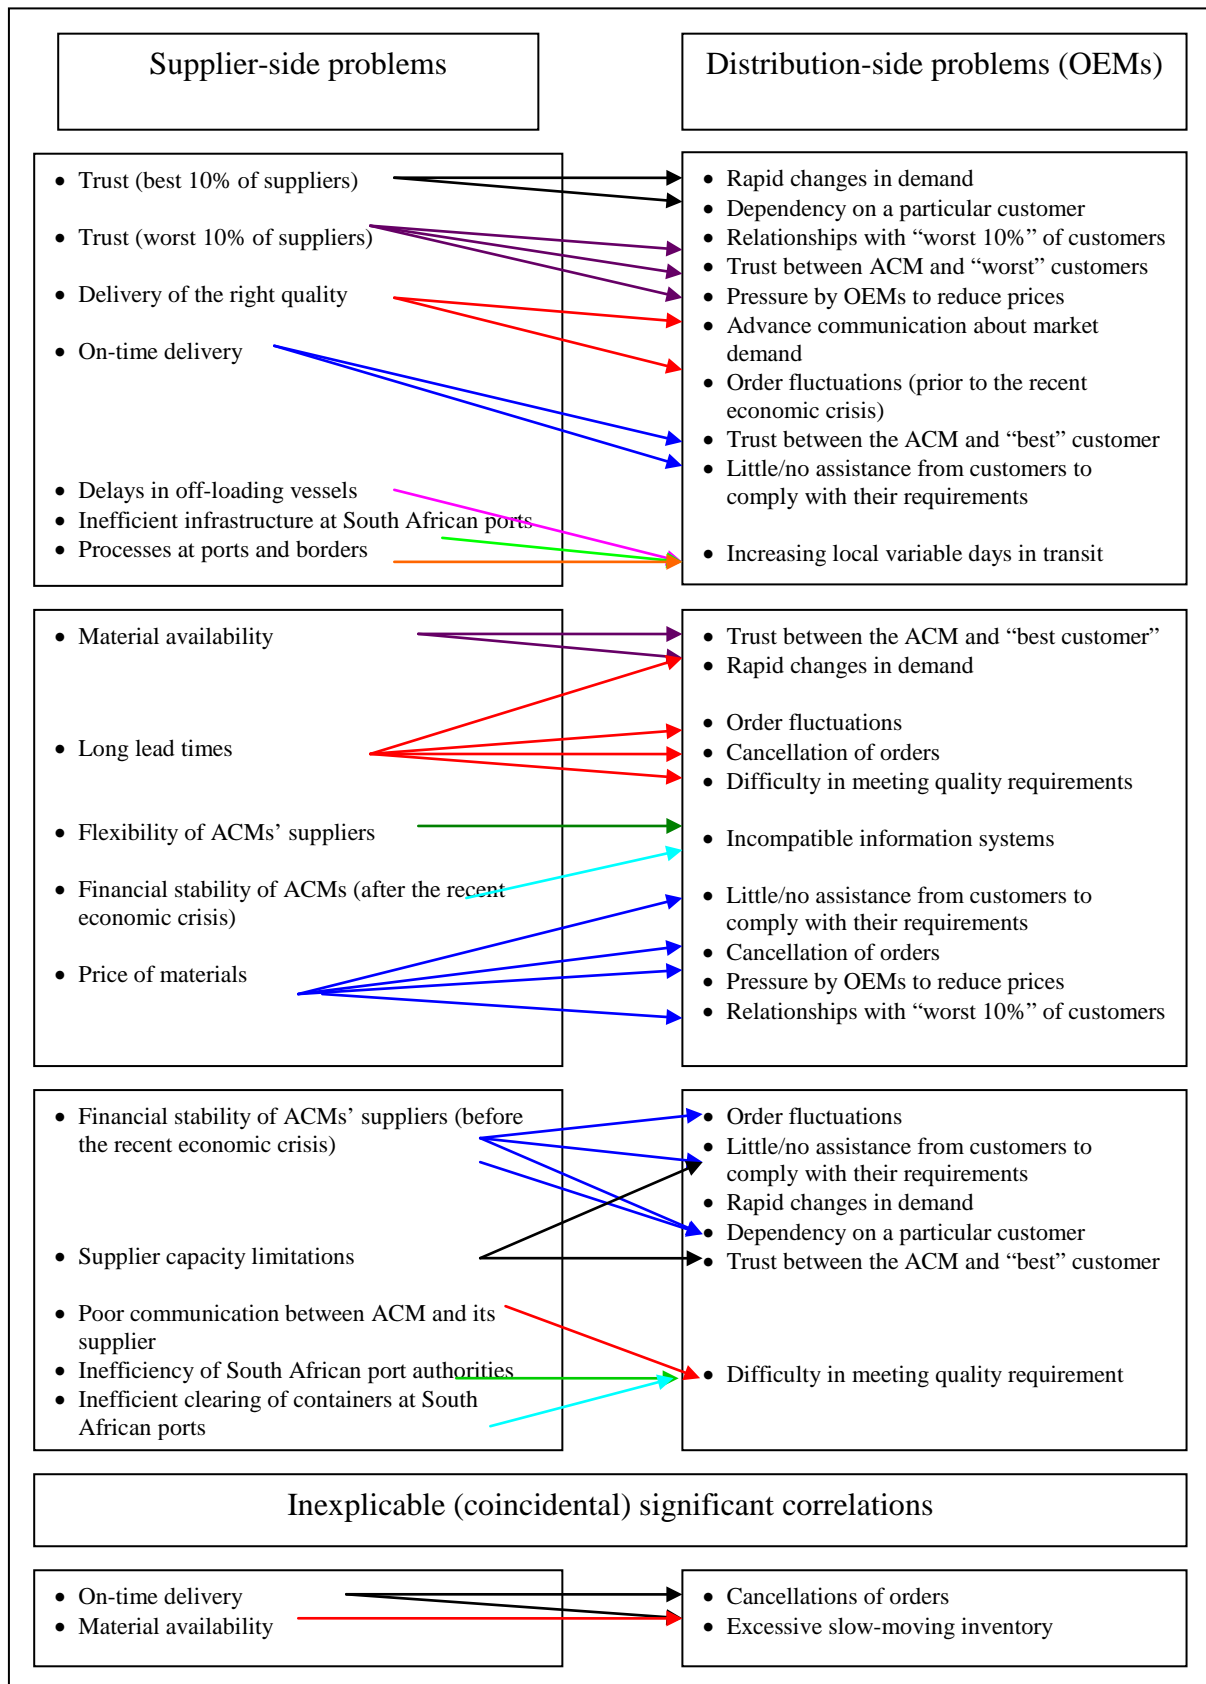 Supplier-side problems
Distribution-side problems (OEMs)
• Trust (best 10% of suppliers)
• Trust (worst 10% of suppliers)
• Delivery of the right quality
• On-time delivery
• Delays in off-loading vessels
• Inefficient infrastructure at South African ports
• Processes at ports and borders
• Rapid changes in demand
• Dependency on a particular customer
• Relationships with “worst 10%” of customers
• Trust between ACM and “worst” customers
• Pressure by OEMs to reduce prices
• Advance communication about market
demand
• Order fluctuations (prior to the recent
economic crisis)
• Trust between the ACM and “best” customer
• Little/no assistance from customers to
comply with their requirements
• Increasing local variable days in transit
• Material availability
• Long lead times
• Flexibility of ACMs’ suppliers
• Financial stability of ACMs (after the recent
economic crisis)
• Price of materials
• Trust between the ACM and “best customer”
• Rapid changes in demand
• Order fluctuations
• Cancellation of orders
• Difficulty in meeting quality requirements
• Incompatible information systems
• Little/no assistance from customers to
comply with their requirements
• Cancellation of orders
• Pressure by OEMs to reduce prices
• Relationships with “worst 10%” of customers
• Financial stability of ACMs’ suppliers (before
the recent economic crisis)
• Supplier capacity limitations
• Poor communication between ACM and its
supplier
• Inefficiency of South African port authorities
• Inefficient clearing of containers at South
African ports
• Order fluctuations
• Little/no assistance from customers to
comply with their requirements
• Rapid changes in demand
• Dependency on a particular customer
• Trust between the ACM and “best” customer
• Difficulty in meeting quality requirement
Inexplicable (coincidental) significant correlations
• On-time delivery
• Material availability
• Cancellations of orders
• Excessive slow-moving inventory